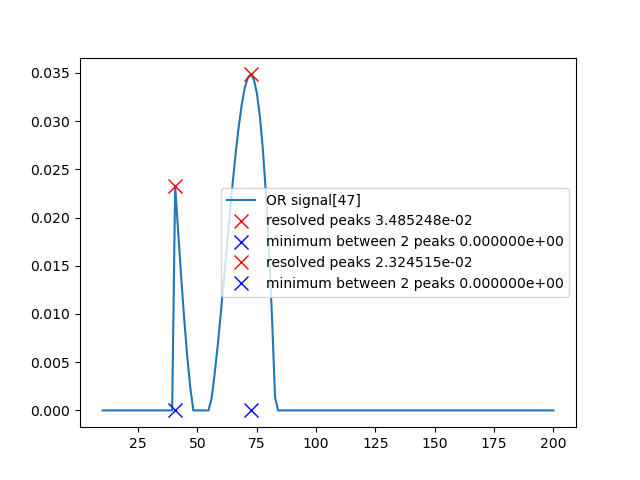 0.035
0.030
0.025
0.020
0.015
0.010
0.005
0.000
OR signal[47]
resolved peaks 3.485248e-02
minimum between 2 peaks 0.000000e+00
resolved peaks 2.324515e-02
minimum between 2 peaks 0.000000e+00
25 50 75 100 125 150 175 200